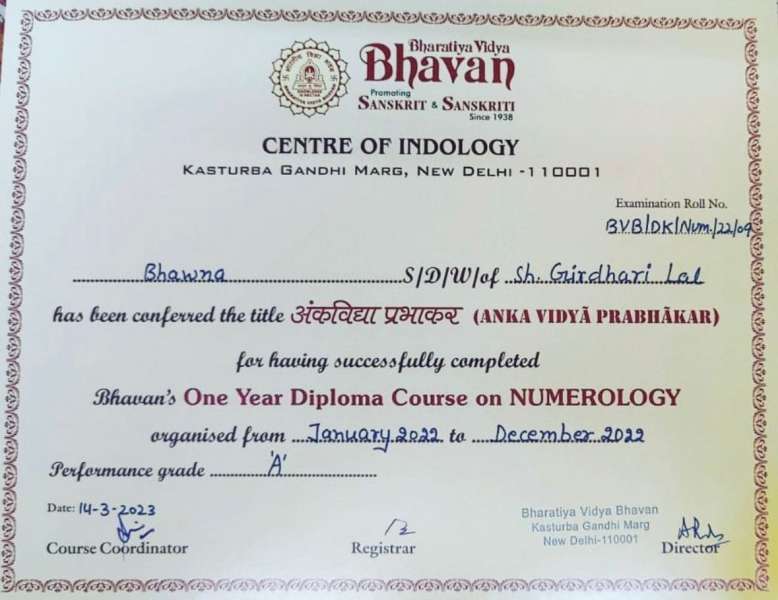 Bharatiya Vidya
Bhavan
Promoting
SANSKRIT & SANSKRITI
Since 1938
CENTRE OF INDOLOGY
KASTURBA GANDHI MARG, NEW DELHI -110001
Examination Roll No.
BVB/DK/Num./22/09
Bhawna S/D/W/of Sh. Girdhari Lal
has been conferred the title अंकविद्या प्रभाकर (ANKA VIDYĀ PRABHĀKAR)
for having successfully completed
Bhavan's One Year Diploma Course on NUMEROLOGY
organised from January 2022 to December 2022
Performance grade 'A'
Date: 14-3-2023
Bharatiya Vidya Bhavan
Kasturba Gandhi Marg
New Delhi-110001
Course Coordinator Registrar Director